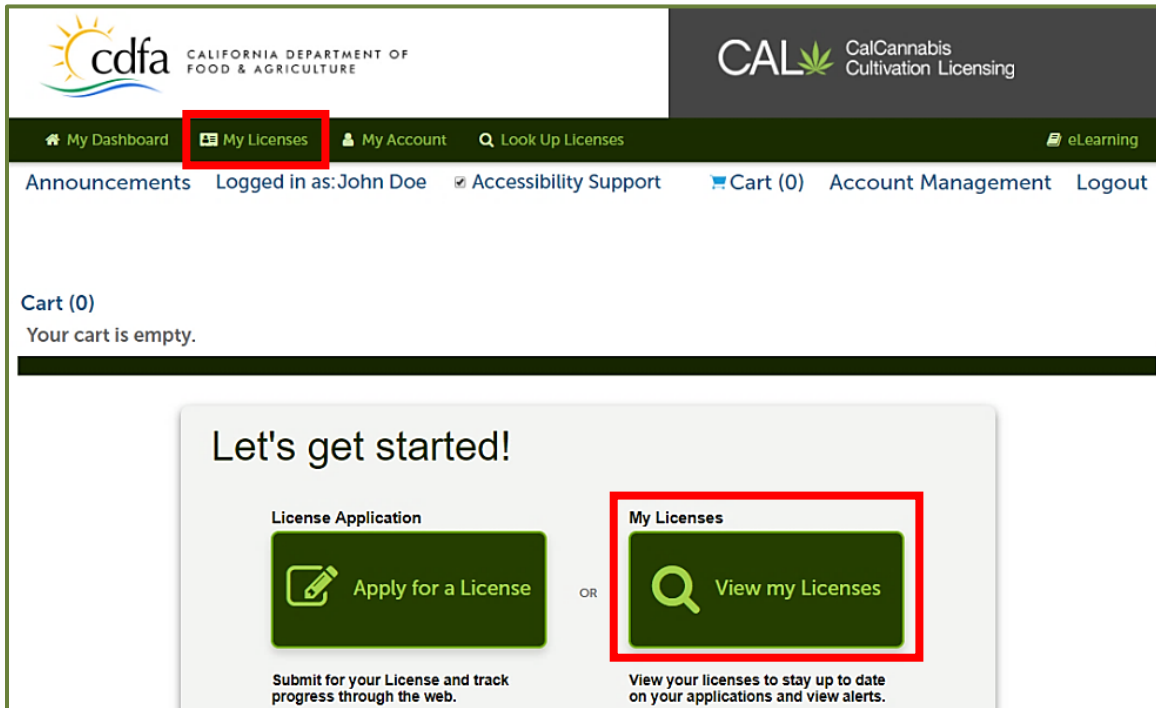 cdfa CALIFORNIA DEPARTMENT OF
FOOD & AGRICULTURE
CAL CalCannabis
Cultivation Licensing
My Dashboard My Licenses My Account Look Up Licenses eLearning
Announcements Logged in as:John Doe Accessibility Support Cart (0) Account Management Logout
Cart (0)
Your cart is empty.
Let's get started!
License Application
Apply for a License
Submit for your License and track
progress through the web.
OR
My Licenses
View my Licenses
View your licenses to stay up to date
on your applications and view alerts.